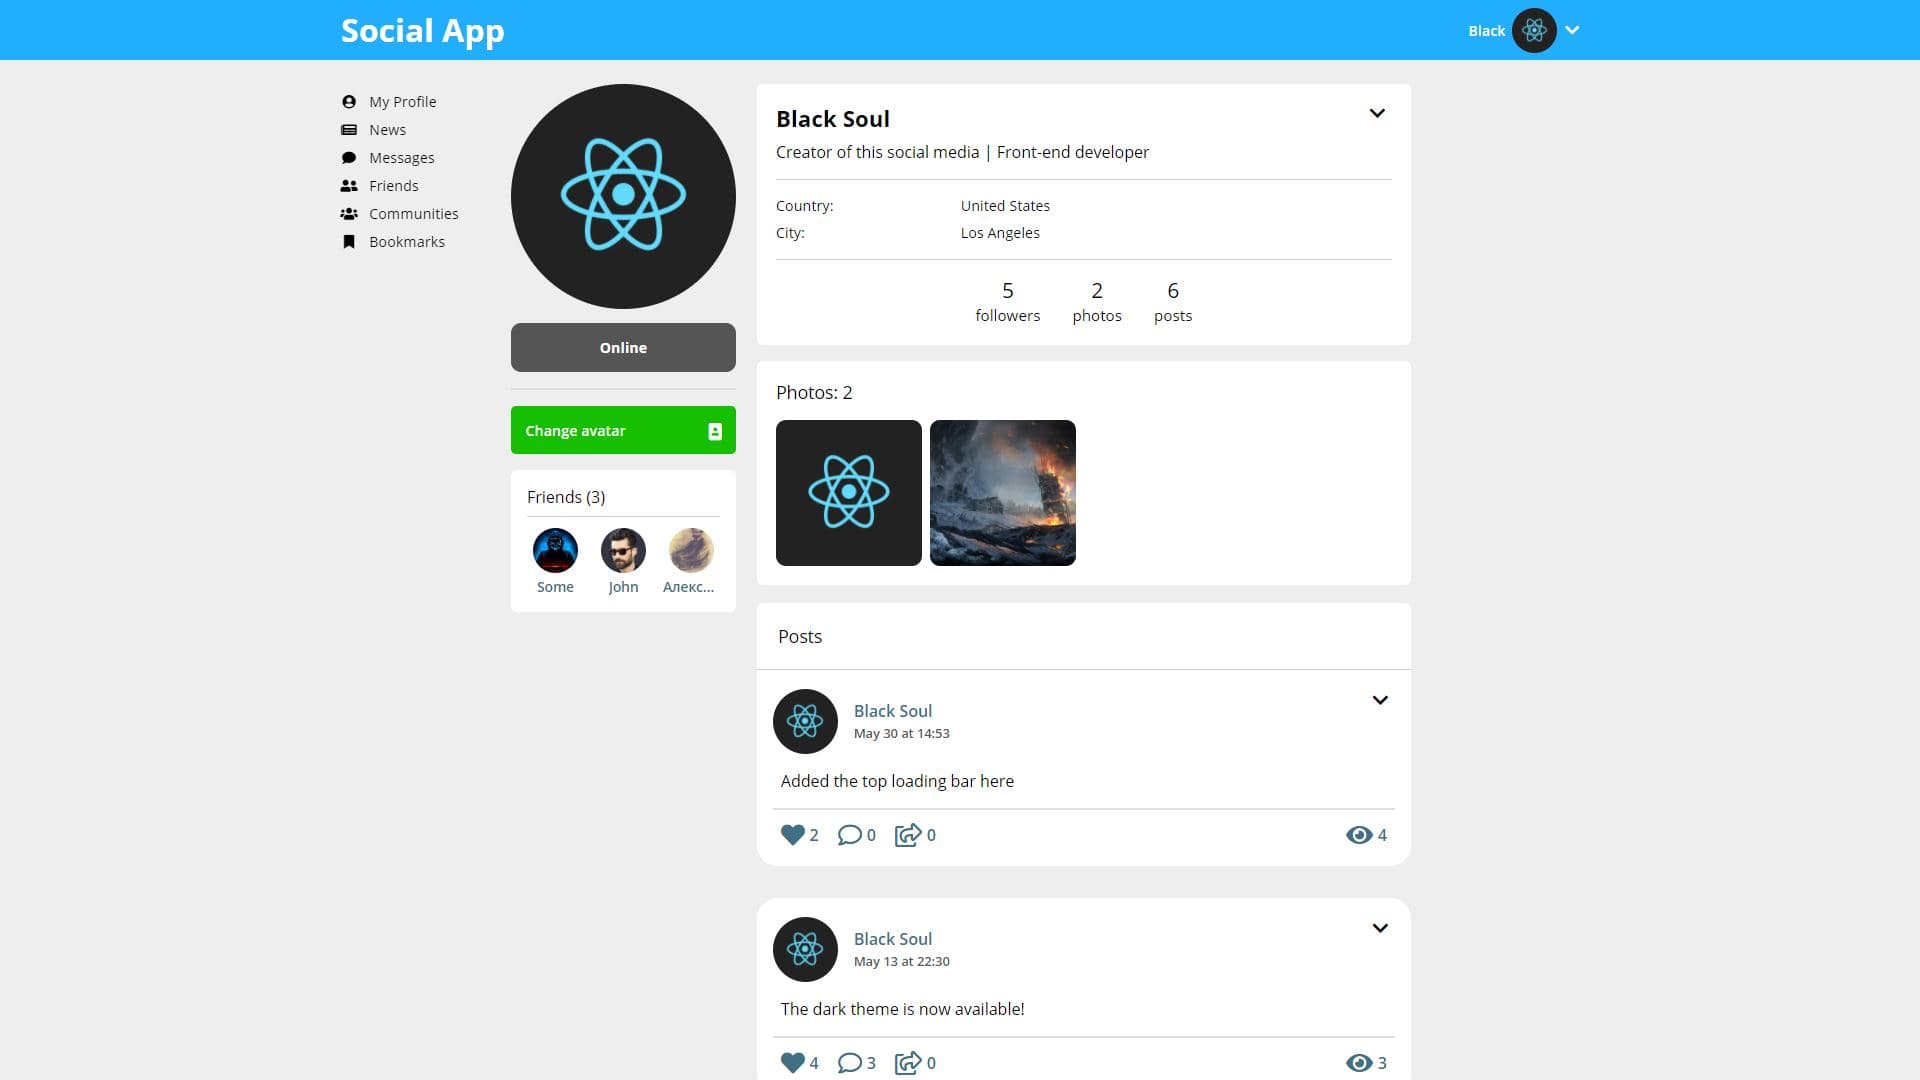 Social App
Black
My Profile
News
Messages
Friends
Communities
Bookmarks
Online
Change avatar
Friends (3)
Some
John
Алекс...
Black Soul
Creator of this social media | Front-end developer
Country: United States
City: Los Angeles
5 2 6
followers photos posts
Photos: 2
Posts
Black Soul
May 30 at 14:53
Added the top loading bar here
2 0 0 4
Black Soul
May 13 at 22:30
The dark theme is now available!
4 3 0 3